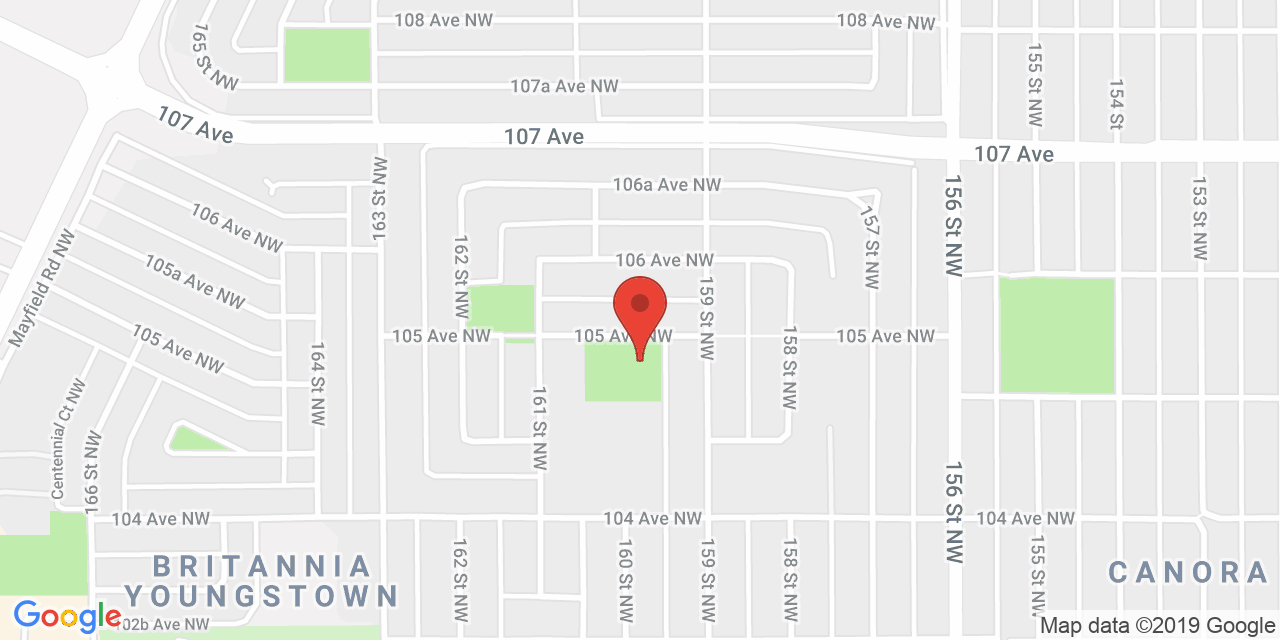 108 Ave NW
108 Ave NW
165 St NW
155 St NW
107a Ave NW
154 St
107 Ave
107 Ave
107 Ave
163 St NW
106a Ave NW
156 St NW
153 St NW
106 Ave NW
157 St NW
162 St NW
Mayfield Rd NW
106 Ave NW
105a Ave NW
159 St NW
105 Ave NW
105 Ave NW
105 Ave NW
105 Ave NW
158 St NW
164 St NW
Centennial Ct NW
161 St NW
166 St NW
156 St NW
104 Ave NW
104 Ave NW
104 Ave NW
BRITANNIA
YOUNGSTOWN
162 St NW
160 St NW
159 St NW
158 St NW
155 St NW
CANORA
Google
102b Ave NW
Map data ©2019 Google